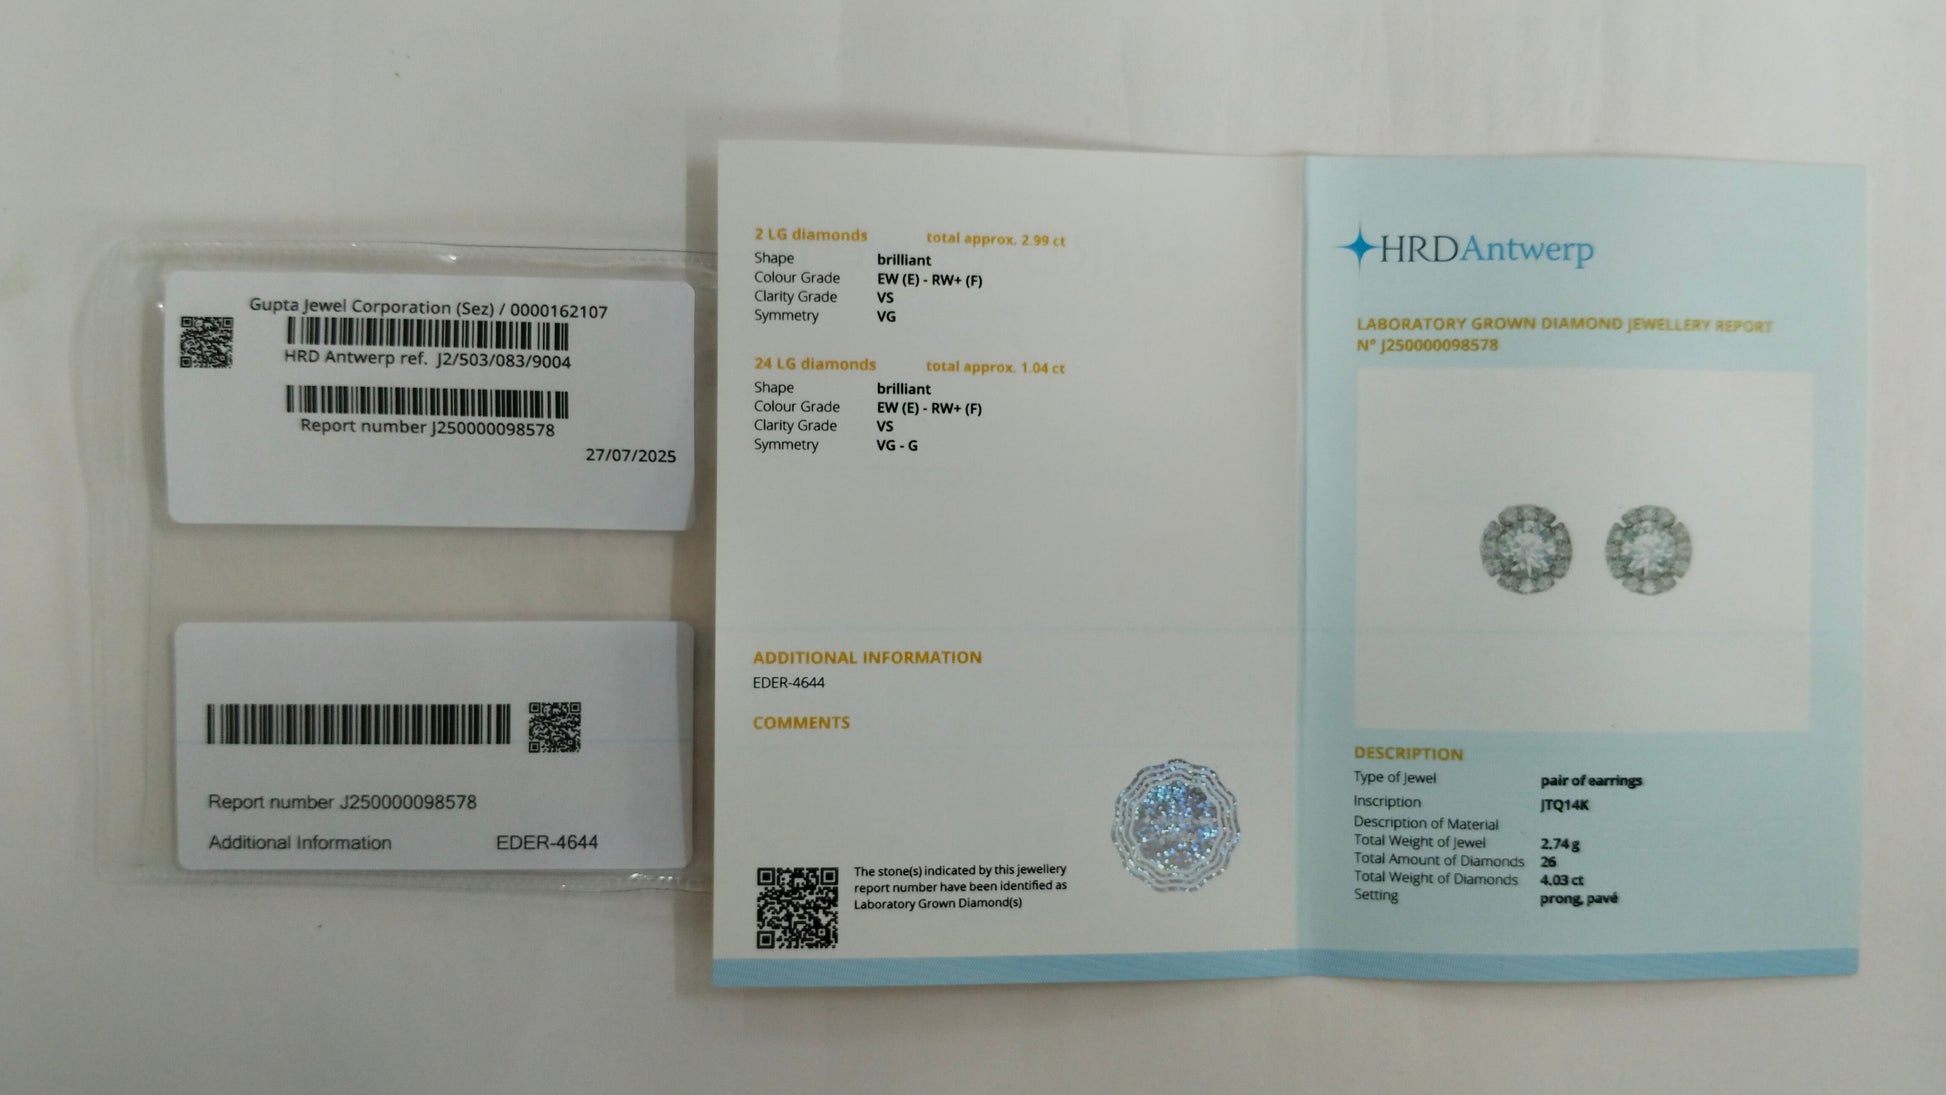 Gupta Jewel Corporation (Sez) / 0000162107
HRD Antwerp ref. J2/503/083/9004
Report number J250000098578
27/07/2025
Report number J250000098578
Additional Information EDER-4644
2 LG diamonds total approx. 2.99 ct
Shape brilliant
Colour Grade EW (E) - RW+ (F)
Clarity Grade VS
Symmetry VG
24 LG diamonds total approx. 1.04 ct
Shape brilliant
Colour Grade EW (E) - RW+ (F)
Clarity Grade VS
Symmetry VG - G
ADDITIONAL INFORMATION
EDER-4644
COMMENTS
The stone(s) indicated by this jewellery
report number have been identified as
Laboratory Grown Diamond(s)
HRDAntwerp
LABORATORY GROWN DIAMOND JEWELLERY REPORT
N° J250000098578
DESCRIPTION
Type of Jewel pair of earrings
Inscription JTQ14K
Description of Material
Total Weight of Jewel 2.74 g
Total Amount of Diamonds 26
Total Weight of Diamonds 4.03 ct
Setting prong, pavé